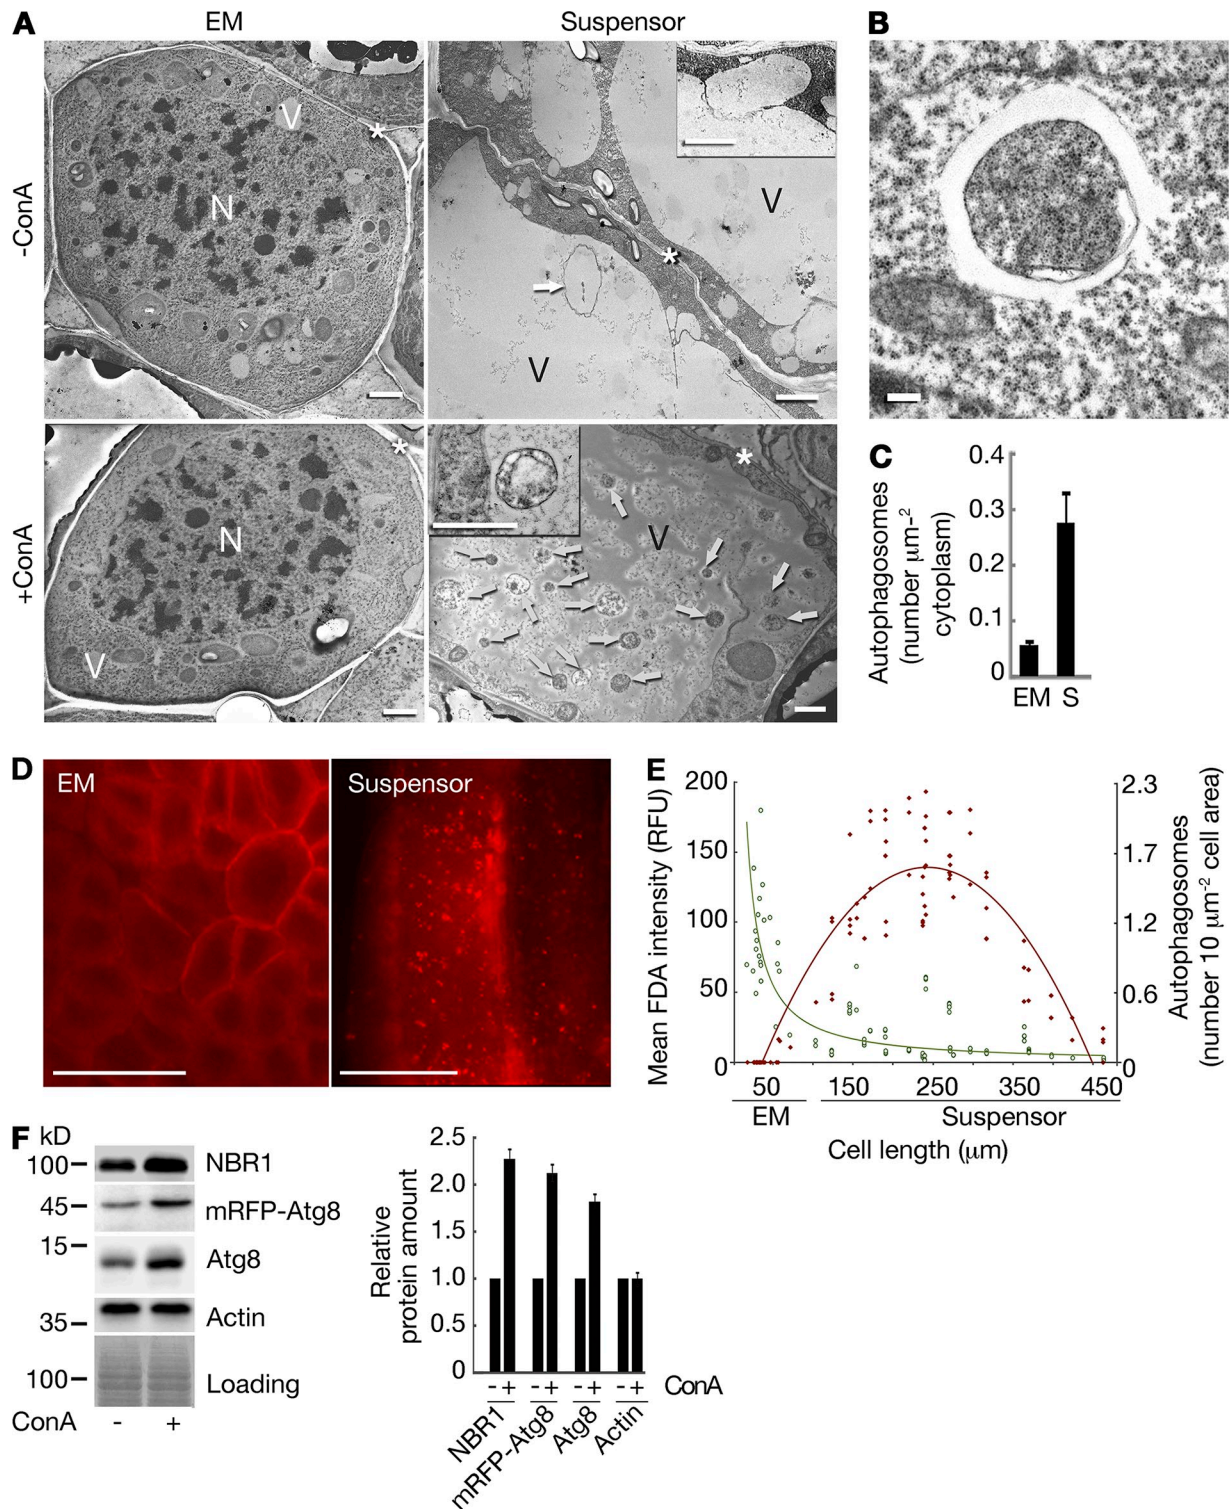 A
EM
Suspensor
B
-ConA
N
V
*
V
V
*
+ConA
N
V
*
V
*
C
Autophagosomes
(number μm-2
cytoplasm)
0.4
0.3
0.2
0.1
0
EM S
D
EM
Suspensor
E
Mean FDA intensity (RFU)
200
150
100
50
0
2.3
1.7
1.2
0.6
0
Autophagosomes
(number 10 μm-2 cell area)
50 150 250 350 450
EM Suspensor
Cell length (μm)
F
kD
100 NBR1
45 mRFP-Atg8
15
Atg8
35 Actin
100 Loading
ConA - +
Relative
protein amount
2.5
2.0
1.5
1.0
0.5
0
- + - + - + - + ConA
NBR1
mRFP-Atg8
Atg8
Actin